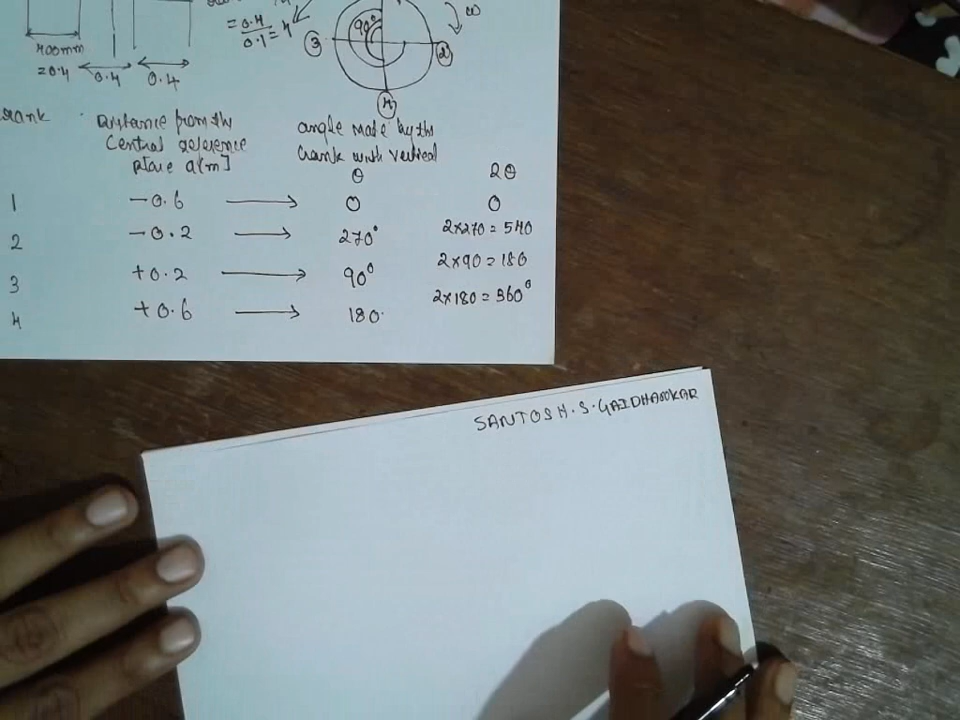 = 0.4/0.1 = 4
90°
ω
3
2
4
400mm
=0.4
0.4
0.4
crank
Distance from the
Central reference
plane a[m]
angle made by the
crank with vertical
θ
2θ
1
-0.6
0
0
2
-0.2
270°
2×270=540
3
+0.2
90°
2×90=180
4
+0.6
180.
2×180=360°
SANTOSH.S.GAIDHANKAR